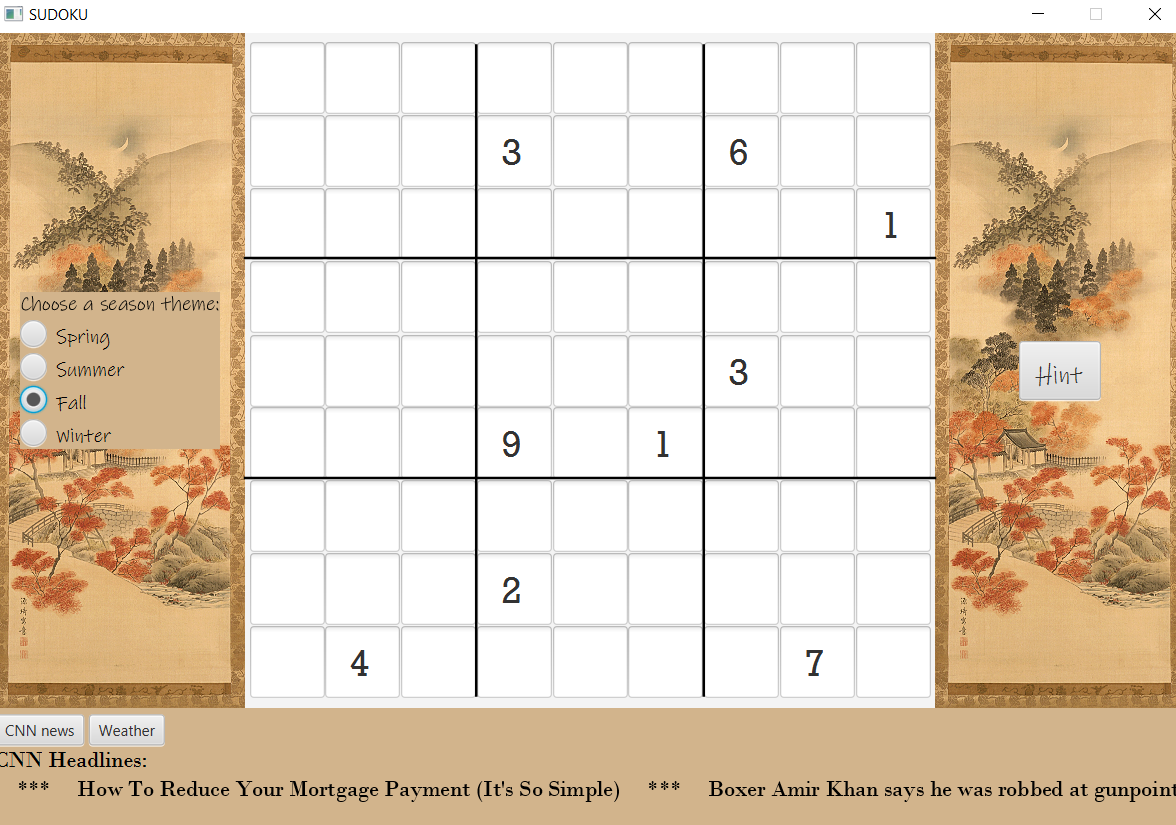 SUDOKU
3 6
1
Choose a season theme:
Spring
Summer
3
Hint
Fall
Winter
9 1
2
4 7
CNN news Weather
CNN Headlines:
*** How To Reduce Your Mortgage Payment (It's So Simple) *** Boxer Amir Khan says he was robbed at gunpoint